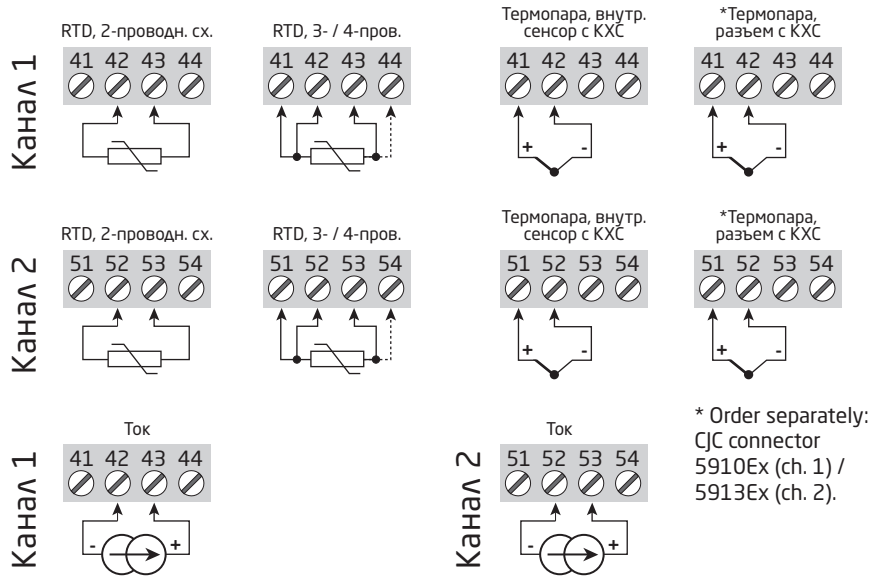 Канал 1
RTD, 2-проводн. сх.
41 42 43 44
RTD, 3- / 4-пров.
41 42 43 44
Термопара, внутр.
сенсор с КХС
41 42 43 44
+ -
*Термопара,
разъем с КХС
41 42 43 44
+ -
Канал 2
RTD, 2-проводн. сх.
51 52 53 54
RTD, 3- / 4-пров.
51 52 53 54
Термопара, внутр.
сенсор с КХС
51 52 53 54
+ -
*Термопара,
разъем с КХС
51 52 53 54
+ -
Канал 1
Ток
41 42 43 44
- +
Канал 2
Ток
51 52 53 54
- +
* Order separately:
CJC connector
5910Ex (ch. 1) /
5913Ex (ch. 2).